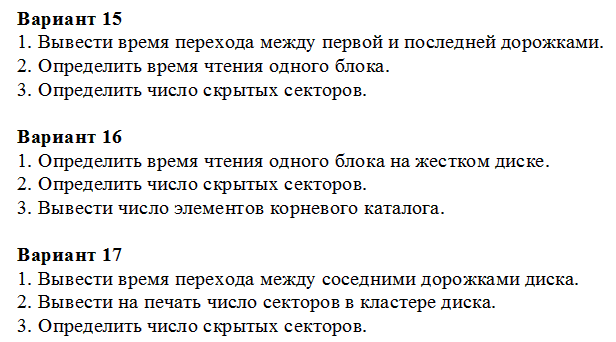 Вариант 15
1. Вывести время перехода между первой и последней дорожками.
2. Определить время чтения одного блока.
3. Определить число скрытых секторов.
Вариант 16
1. Определить время чтения одного блока на жестком диске.
2. Определить число скрытых секторов.
3. Вывести число элементов корневого каталога.
Вариант 17
1. Вывести время перехода между соседними дорожками диска.
2. Вывести на печать число секторов в кластере диска.
3. Определить число скрытых секторов.